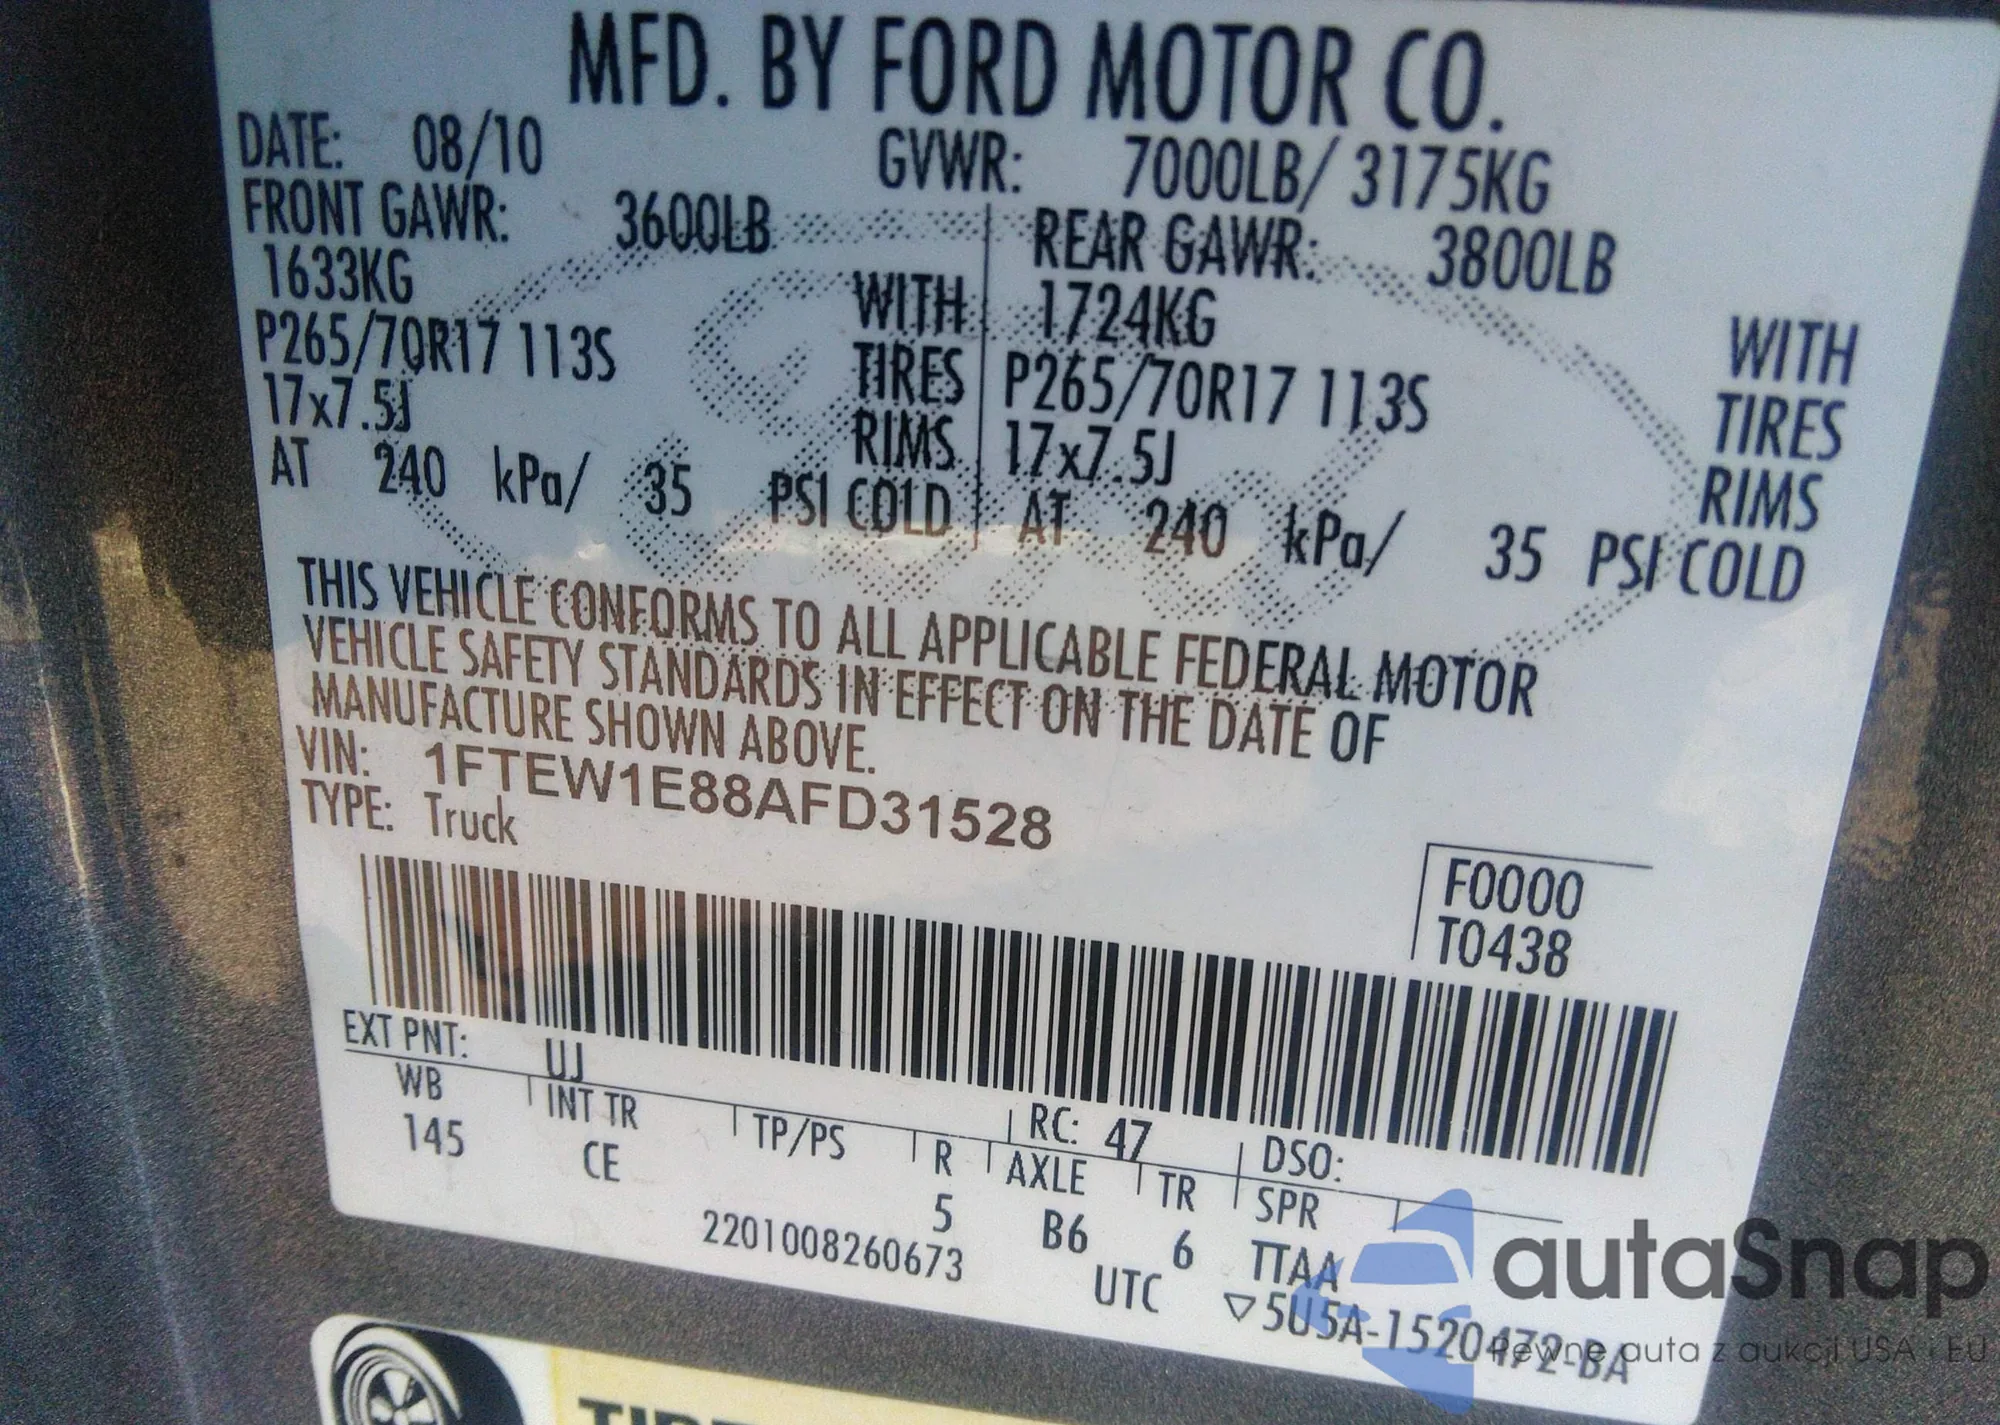 MFD. BY FORD MOTOR CO.
DATE: 08/10 GVWR: 7000LB/ 3175KG
FRONT GAWR: 3600LB REAR GAWR: 3800LB
1633KG WITH 1724KG WITH
P265/70R17 113S TIRES P265/70R17 113S TIRES
17x7.5J RIMS 17x7.5J RIMS
AT 240 kPa/ 35 PSI COLD AT 240 kPa/ 35 PSI COLD
THIS VEHICLE CONFORMS TO ALL APPLICABLE FEDERAL MOTOR
VEHICLE SAFETY STANDARDS IN EFFECT ON THE DATE OF
MANUFACTURE SHOWN ABOVE.
VIN: 1FTEW1E88AFD31528
TYPE: Truck
F0000
T0438
EXT PNT: UJ RC: 47 DSO:
WB INT TR TP/PS R AXLE TR SPR
145 CE 5 B6 6 TTAA
2201008260673 UTC ▽5U5A-1520472-BA
autaSnap
Pewne auta z aukcji USA i EU